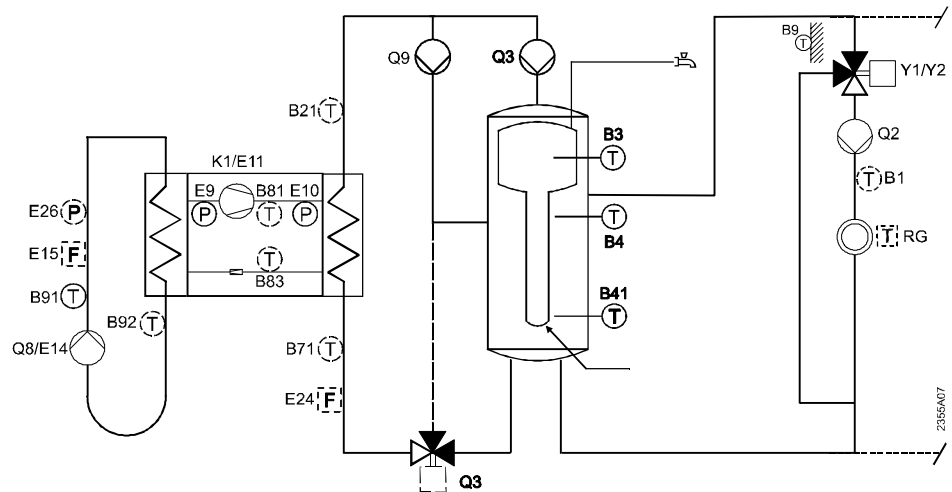 Q9
Q3
B9
T
Y1/Y2
B21 T
Q2
B3
T
K1/E11
E9 B81 E10
P T P
T B1
E26 P
T
B4
T RG
E15 F
T
B83
B91 T
B41
T
B92 T
Q8/E14
B71 T
E24 F
2355A07
Q3